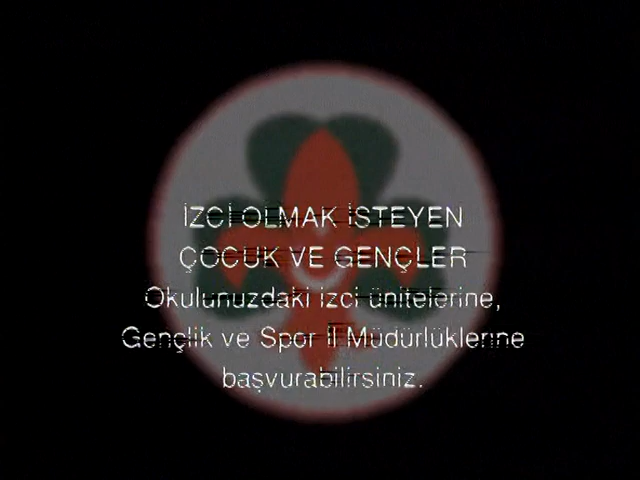 İZCİ OLMAK İSTEYEN
ÇOCUK VE GENÇLER
Okulunuzdaki izci ünitelerine,
Gençlik ve Spor İl Müdürlüklerine
başvurabilirsiniz.